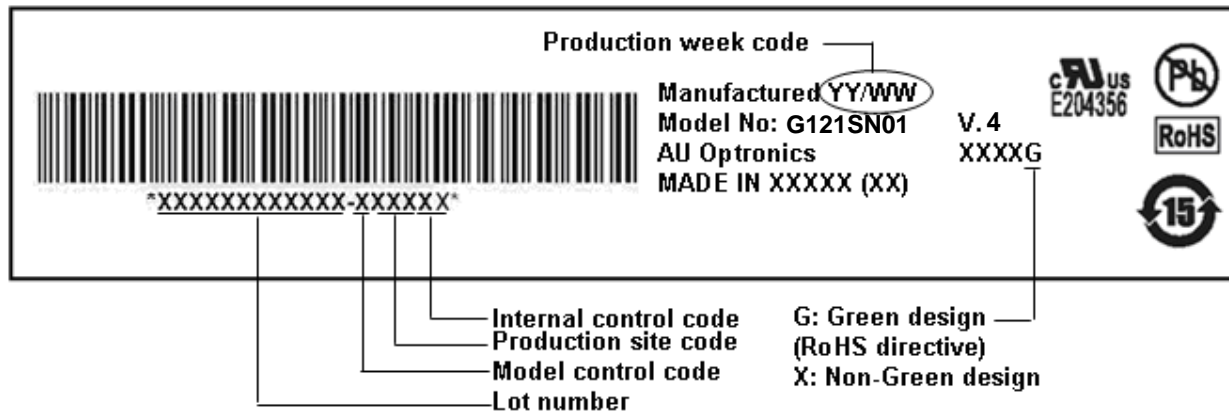 Production week code
Manufactured YY/WW
Model No: G121SN01 V.4
AU Optronics XXXXG
MADE IN XXXXX (XX)
c RU US
E204356
Pb
RoHS
15
*XXXXXXXXXXXX-XXXXXX*
Internal control code
Production site code
Model control code
Lot number
G: Green design
(RoHS directive)
X: Non-Green design